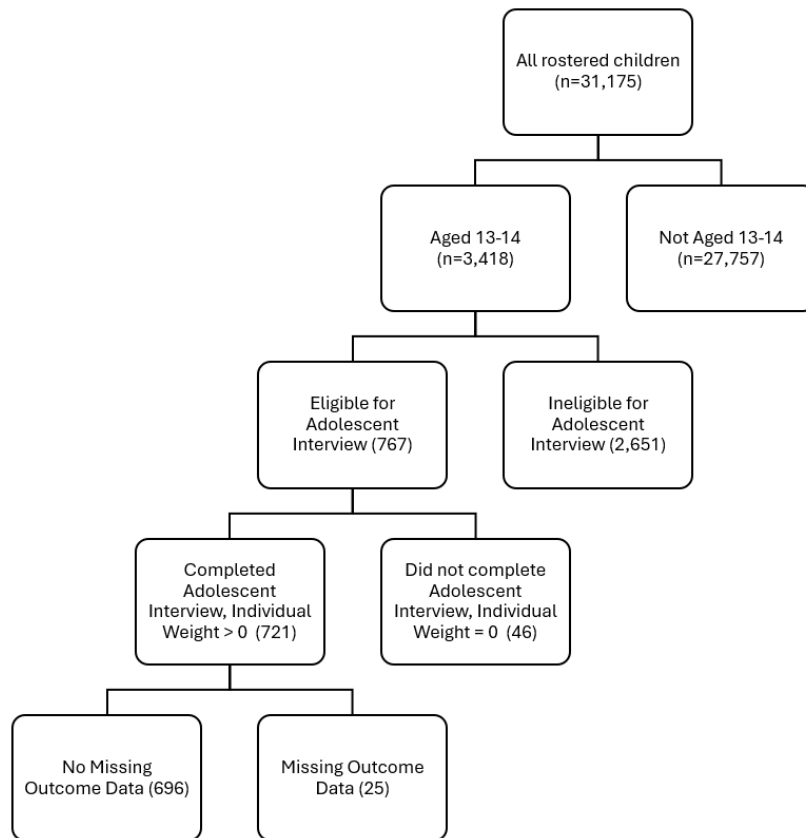 All rostered children
(n=31,175)
Aged 13-14
(n=3,418)
Not Aged 13-14
(n=27,757)
Eligible for
Adolescent
Interview (767)
Ineligible for
Adolescent
Interview (2,651)
Completed
Adolescent
Interview, Individual
Weight > 0 (721)
Did not complete
Adolescent
Interview, Individual
Weight = 0 (46)
No Missing
Outcome Data (696)
Missing Outcome
Data (25)